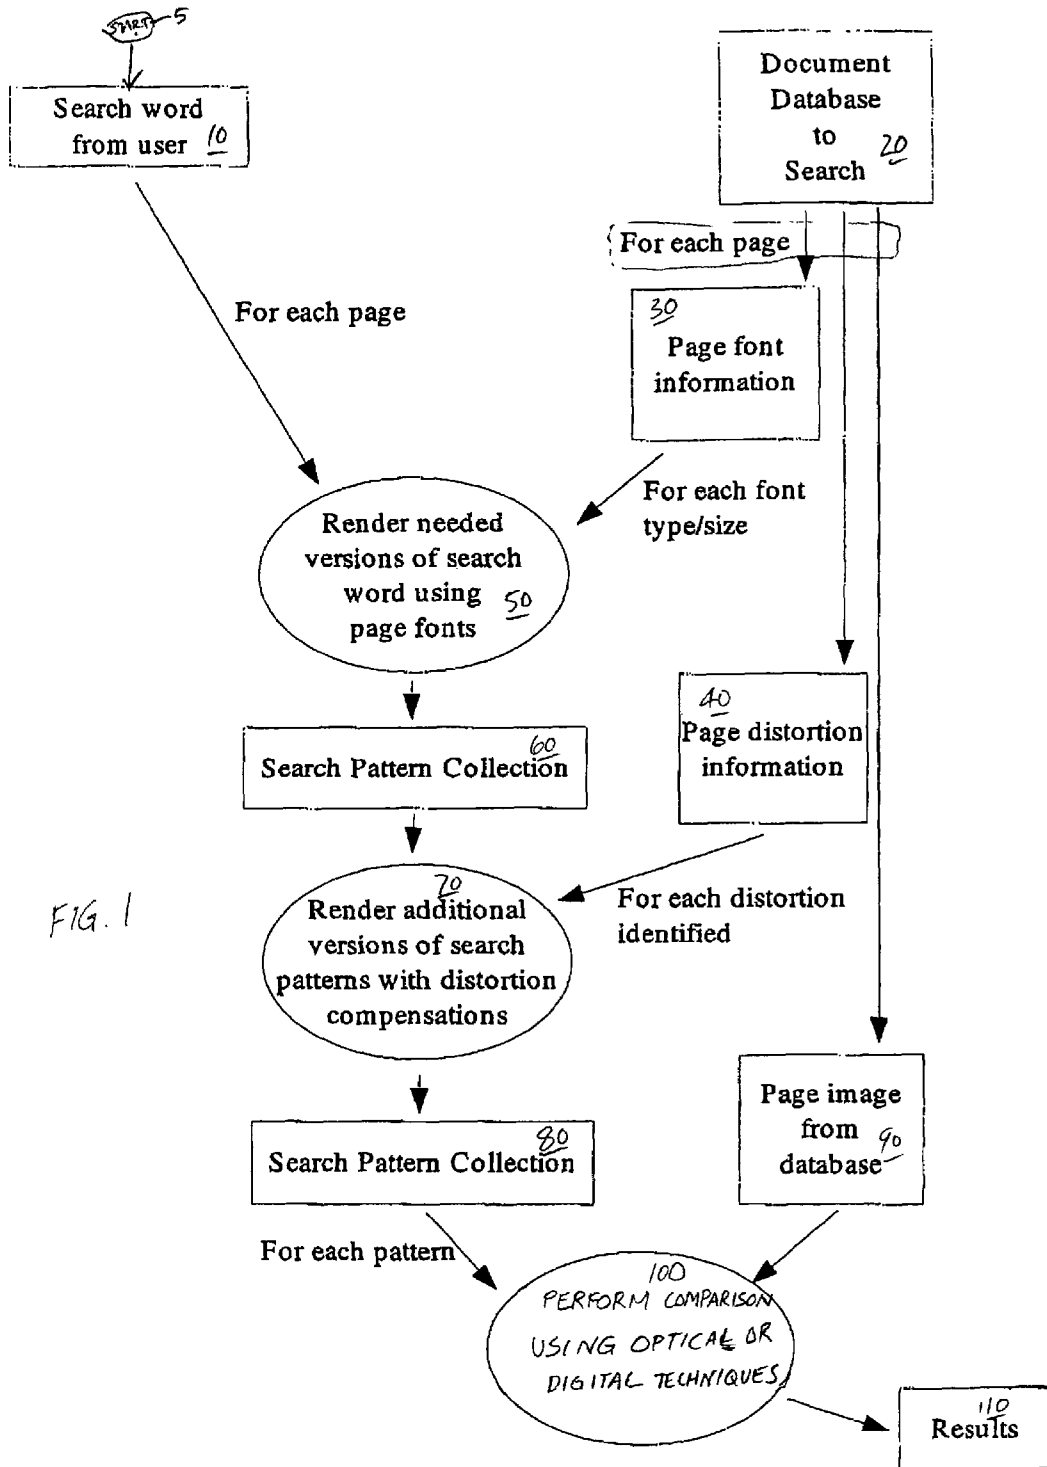 START 5
Search word
from user 10
Document
Database
to
Search 20
For each page
30
Page font
information
For each page
For each font
type/size
Render needed
versions of search
word using
page fonts 50
40
Page distortion
information
60
Search Pattern Collection
70
Render additional
versions of search
patterns with distortion
compensations
For each distortion
identified
FIG. 1
Page image
from
database 90
80
Search Pattern Collection
For each pattern
100
PERFORM COMPARISON
USING OPTICAL OR
DIGITAL TECHNIQUES
110
Results